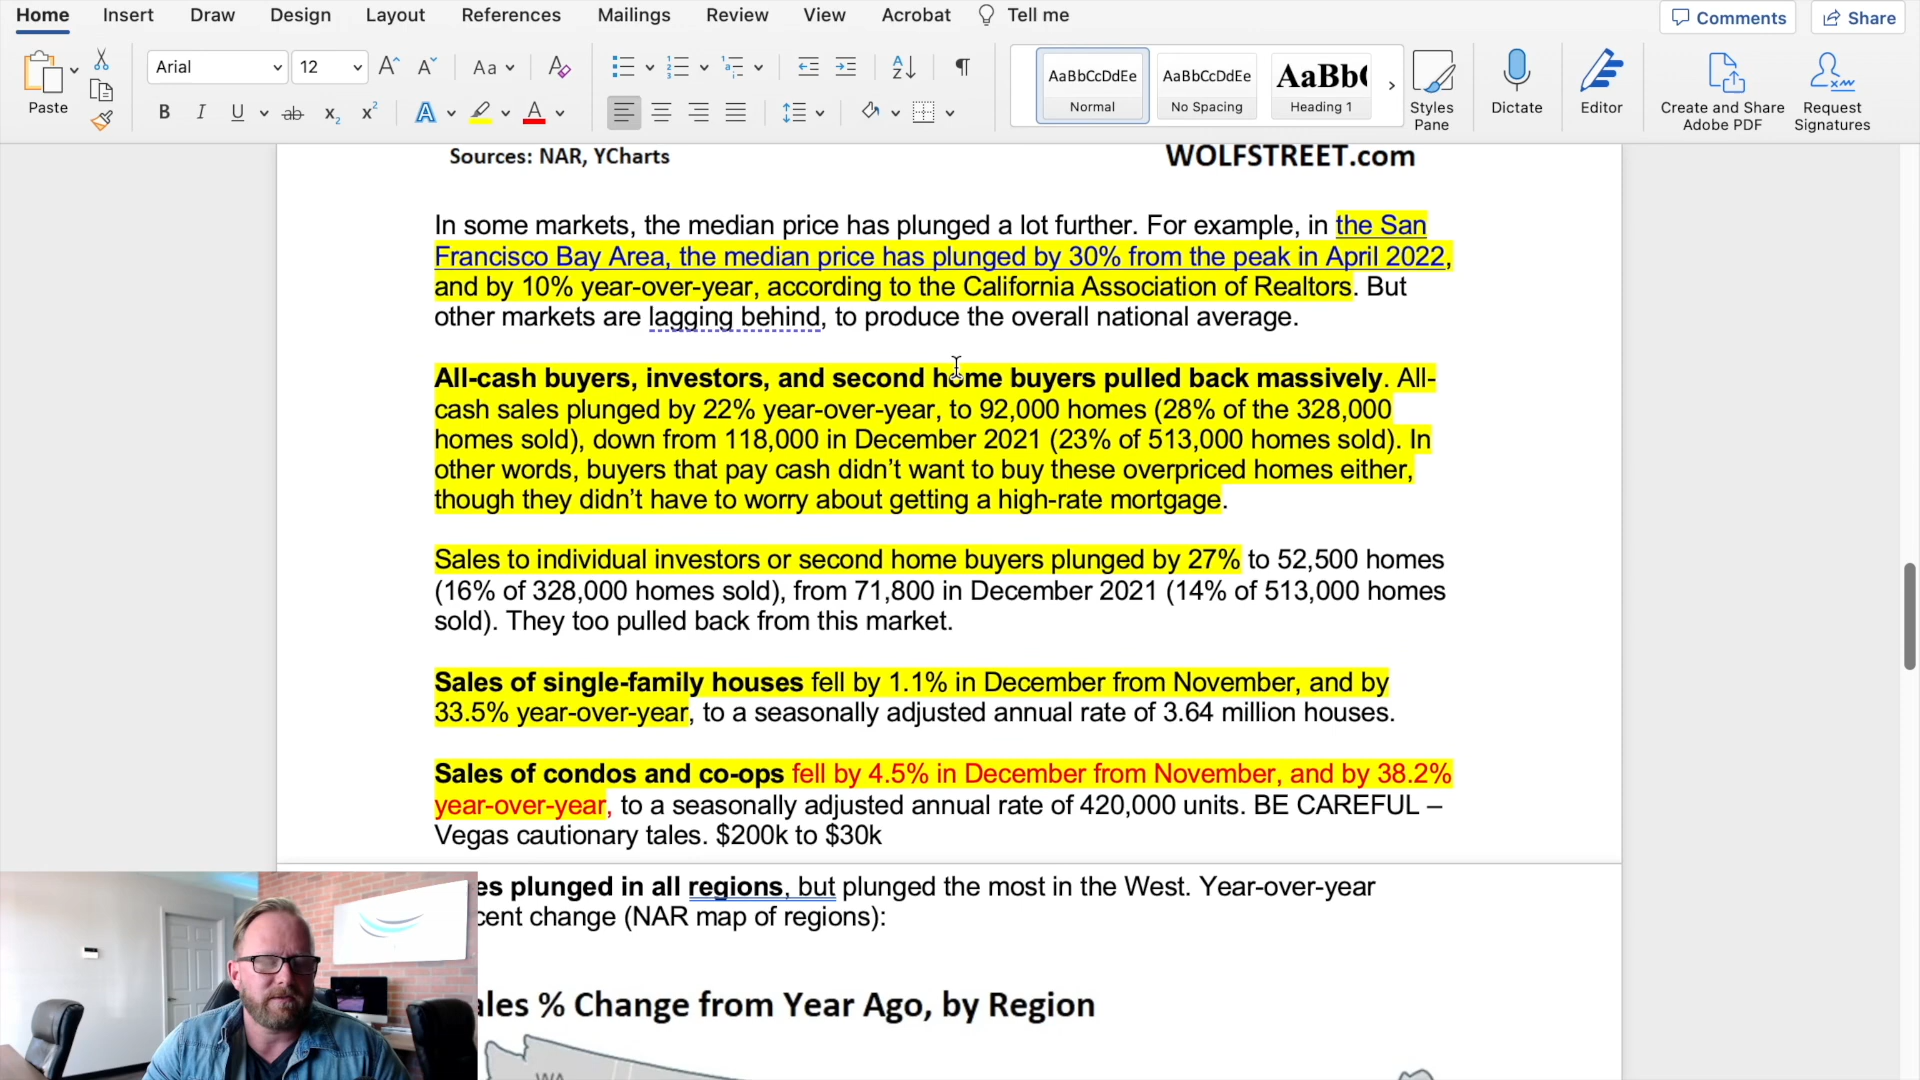 Home Insert Draw Design Layout References Mailings Review View Acrobat Tell me Comments Share
Arial 12 Aa
Paste
B I U ab x₂ x² A A
AaBbCcDdEe AaBbCcDdEe AaBb(
Normal No Spacing Heading 1
Styles Pane
Dictate
Editor
Create and Share Adobe PDF
Request Signatures
Sources: NAR, YCharts WOLFSTREET.com
In some markets, the median price has plunged a lot further. For example, in the San
Francisco Bay Area, the median price has plunged by 30% from the peak in April 2022,
and by 10% year-over-year, according to the California Association of Realtors. But
other markets are lagging behind, to produce the overall national average.
All-cash buyers, investors, and second home buyers pulled back massively. All-
cash sales plunged by 22% year-over-year, to 92,000 homes (28% of the 328,000
homes sold), down from 118,000 in December 2021 (23% of 513,000 homes sold). In
other words, buyers that pay cash didn’t want to buy these overpriced homes either,
though they didn’t have to worry about getting a high-rate mortgage.
Sales to individual investors or second home buyers plunged by 27% to 52,500 homes
(16% of 328,000 homes sold), from 71,800 in December 2021 (14% of 513,000 homes
sold). They too pulled back from this market.
Sales of single-family houses fell by 1.1% in December from November, and by
33.5% year-over-year, to a seasonally adjusted annual rate of 3.64 million houses.
Sales of condos and co-ops fell by 4.5% in December from November, and by 38.2%
year-over-year, to a seasonally adjusted annual rate of 420,000 units. BE CAREFUL –
Vegas cautionary tales. $200k to $30k
es plunged in all regions, but plunged the most in the West. Year-over-year
cent change (NAR map of regions):
ales % Change from Year Ago, by Region